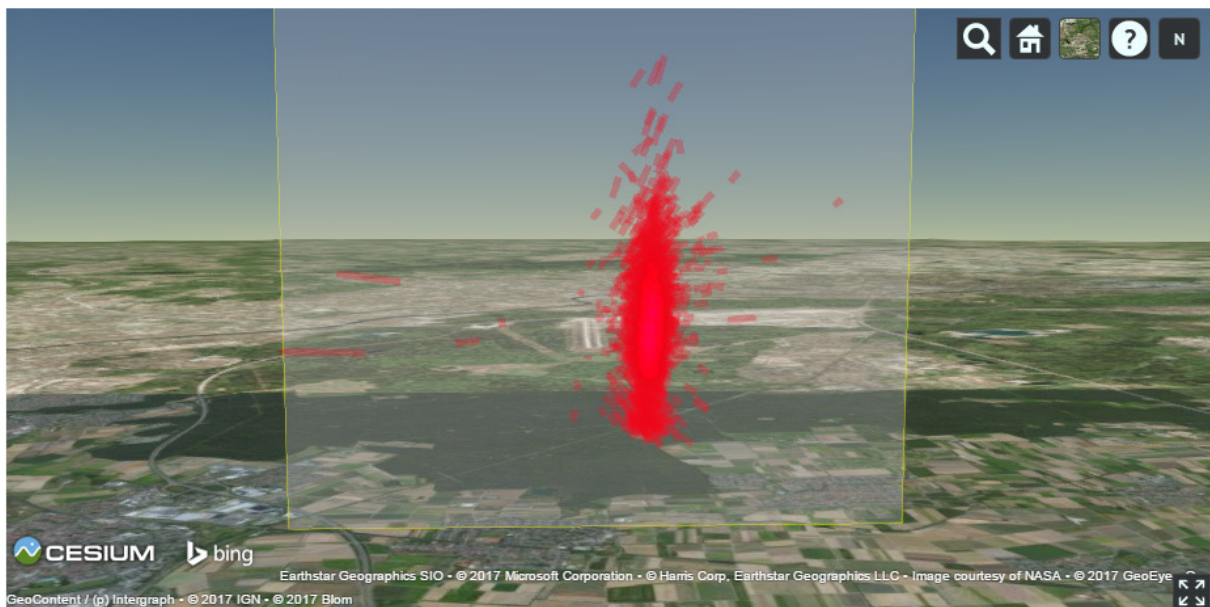 ?
N
CESIUM
bing
Earthstar Geographics SIO • © 2017 Microsoft Corporation • © Harris Corp, Earthstar Geographics LLC • Image courtesy of NASA • © 2017 GeoEye
GeoContent / (p) Intergraph • © 2017 IGN • © 2017 Blom